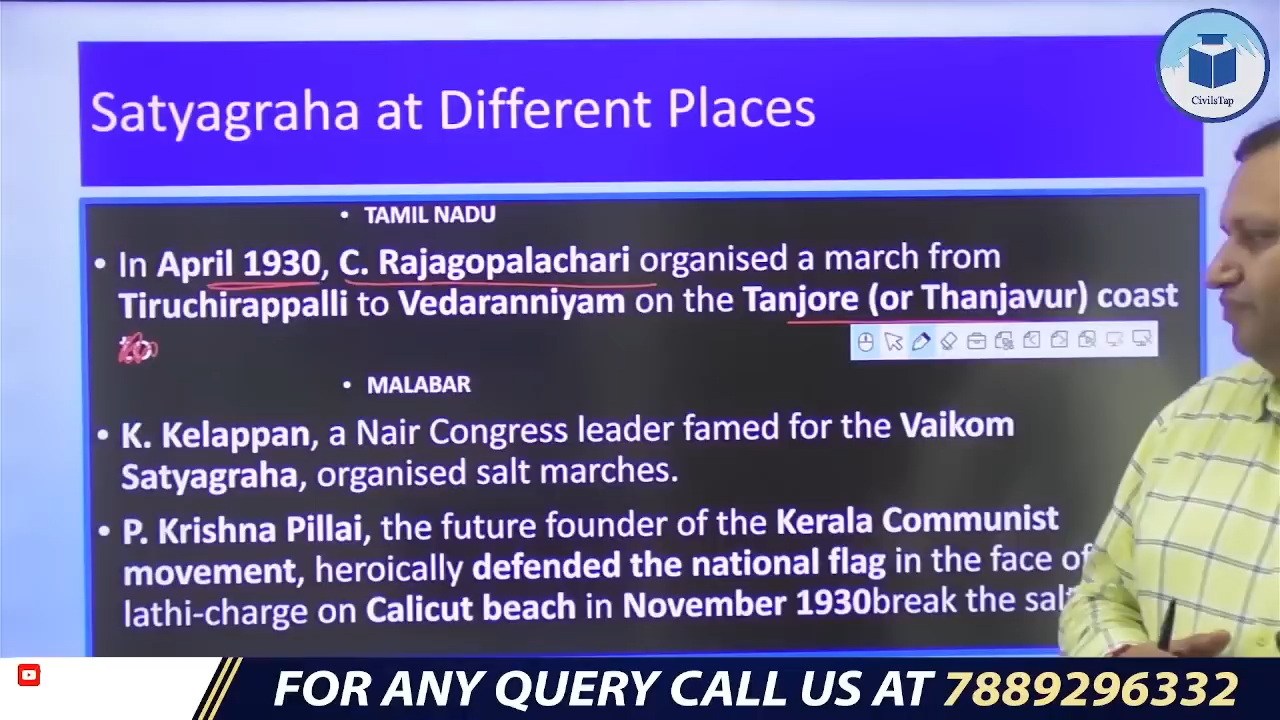 Satyagraha at Different Places
CivilsTap
• TAMIL NADU
• In April 1930, C. Rajagopalachari organised a march from
Tiruchirappalli to Vedaranniyam on the Tanjore (or Thanjavur) coast
• MALABAR
• K. Kelappan, a Nair Congress leader famed for the Vaikom
Satyagraha, organised salt marches.
• P. Krishna Pillai, the future founder of the Kerala Communist
movement, heroically defended the national flag in the face of
lathi-charge on Calicut beach in November 1930break the salt
FOR ANY QUERY CALL US AT 7889296332